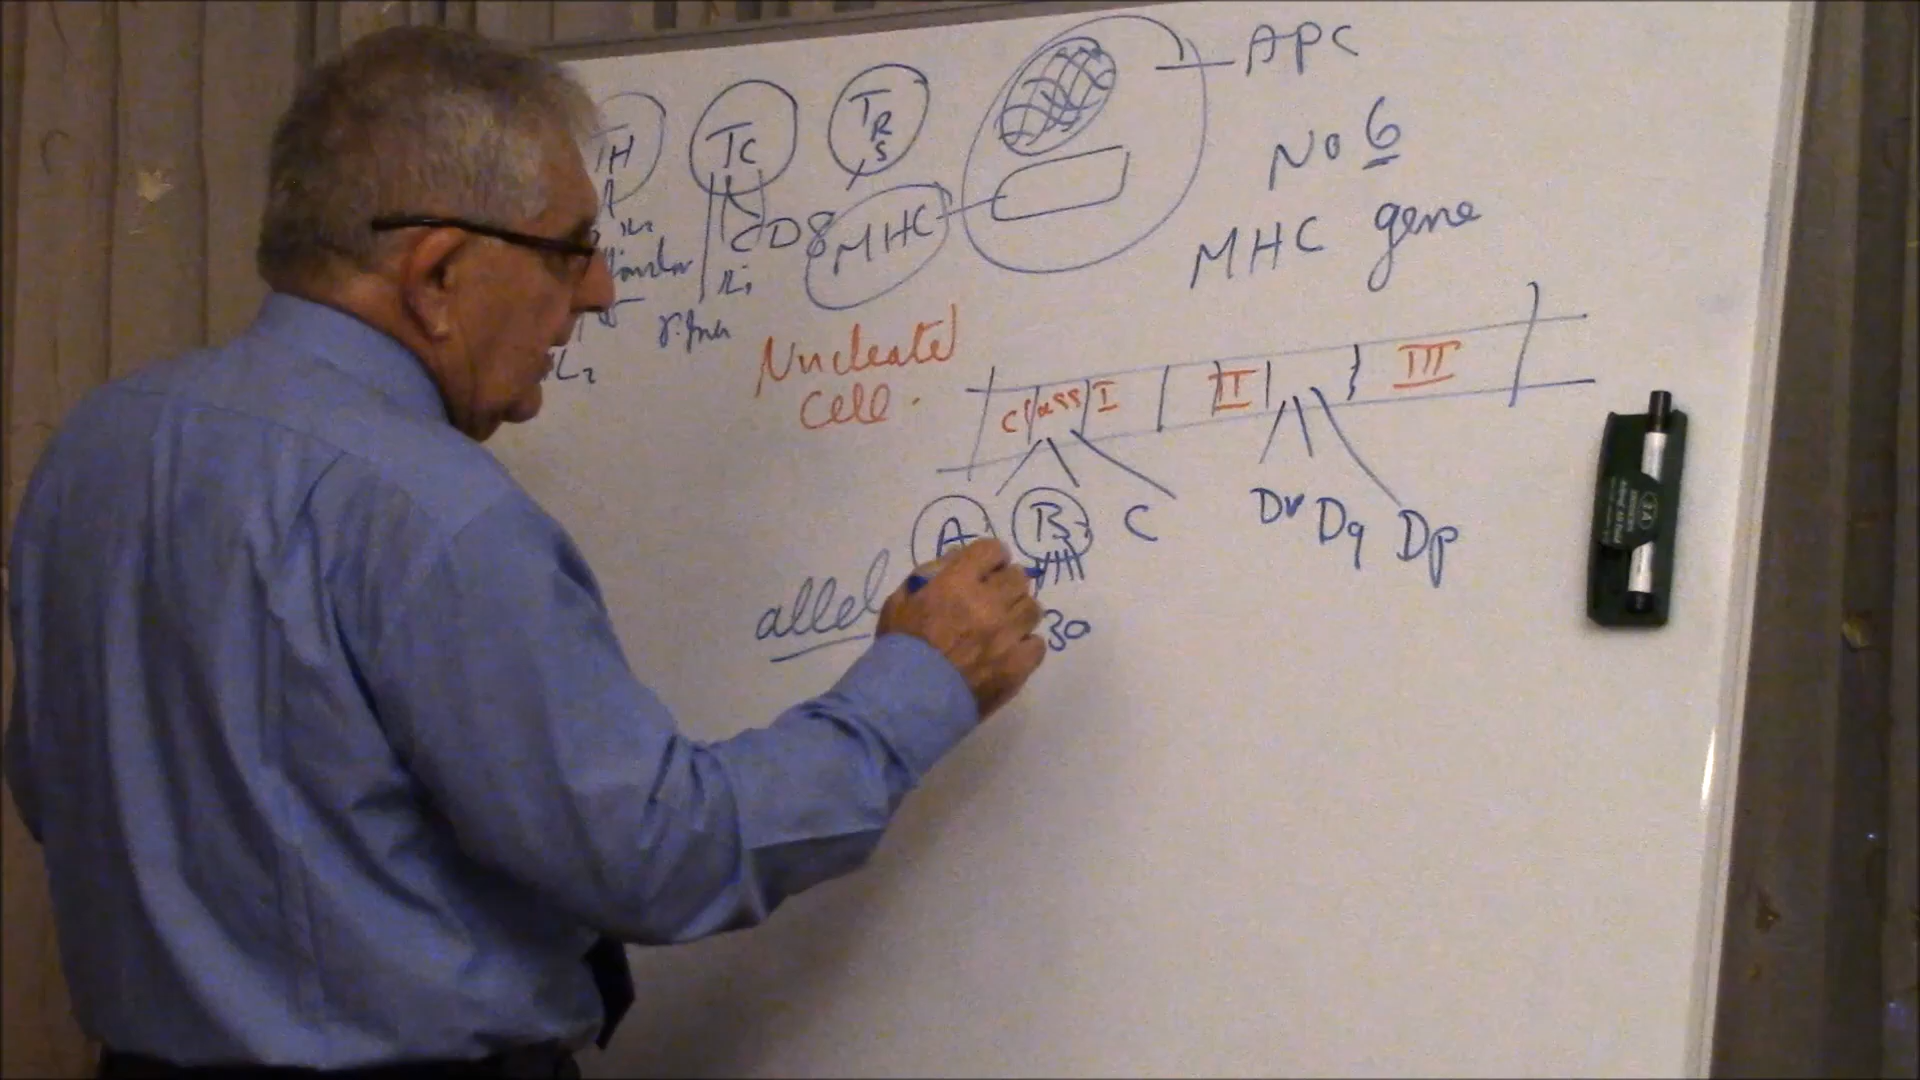 APC
TH
TC
TRS
No 6
CD8
MHC
MHC gene
Nucleated
Cell.
class I
II
III
A
B
C
Dr
Dq
Dp
allel
30